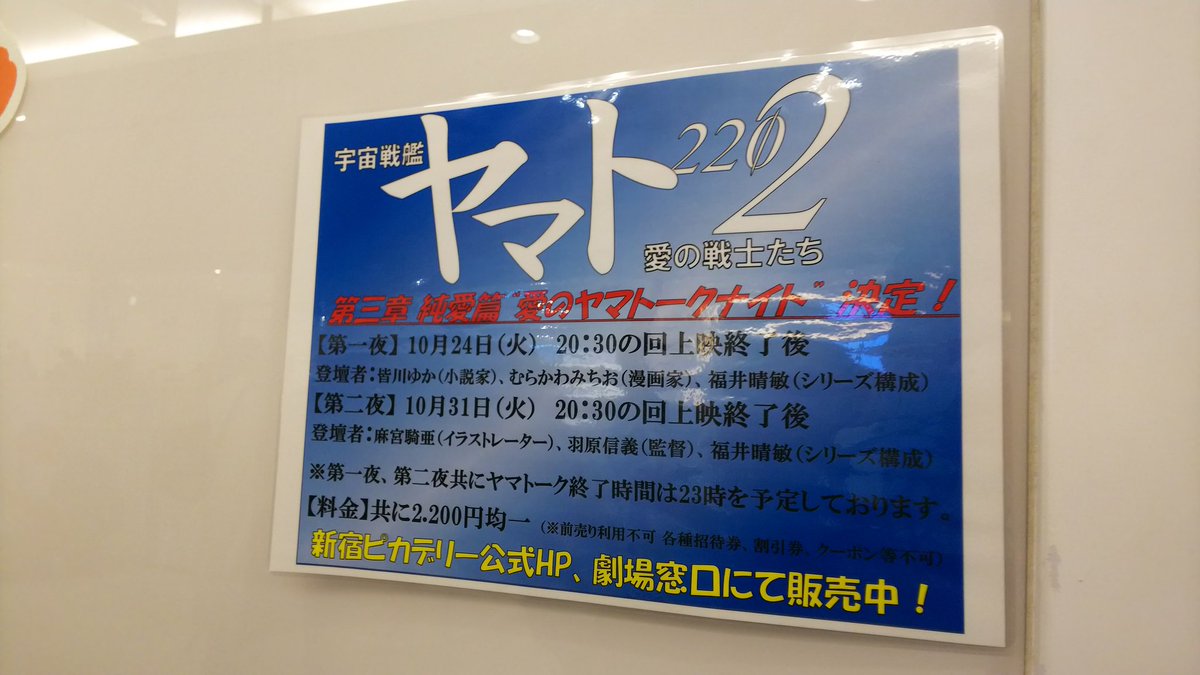 宇宙戦艦
ヤマト2202
愛の戦士たち
第三章 純愛篇 "愛のヤマトークナイト" 決定！
【第一夜】10月24日(火) 20:30の回上映終了後
登壇者:皆川ゆか(小説家)、むらかわみちお(漫画家)、福井晴敏(シリーズ構成)
【第二夜】10月31日(火) 20:30の回上映終了後
登壇者:麻宮騎亜(イラストレーター)、羽原信義(監督)、福井晴敏(シリーズ構成)
※第一夜、第二夜共にヤマトーク終了時間は23時を予定しております。
【料金】共に2.200円均一 (※前売り利用不可 各種招待券、割引券、クーポン等不可)
新宿ピカデリー公式HP、劇場窓口にて販売中！